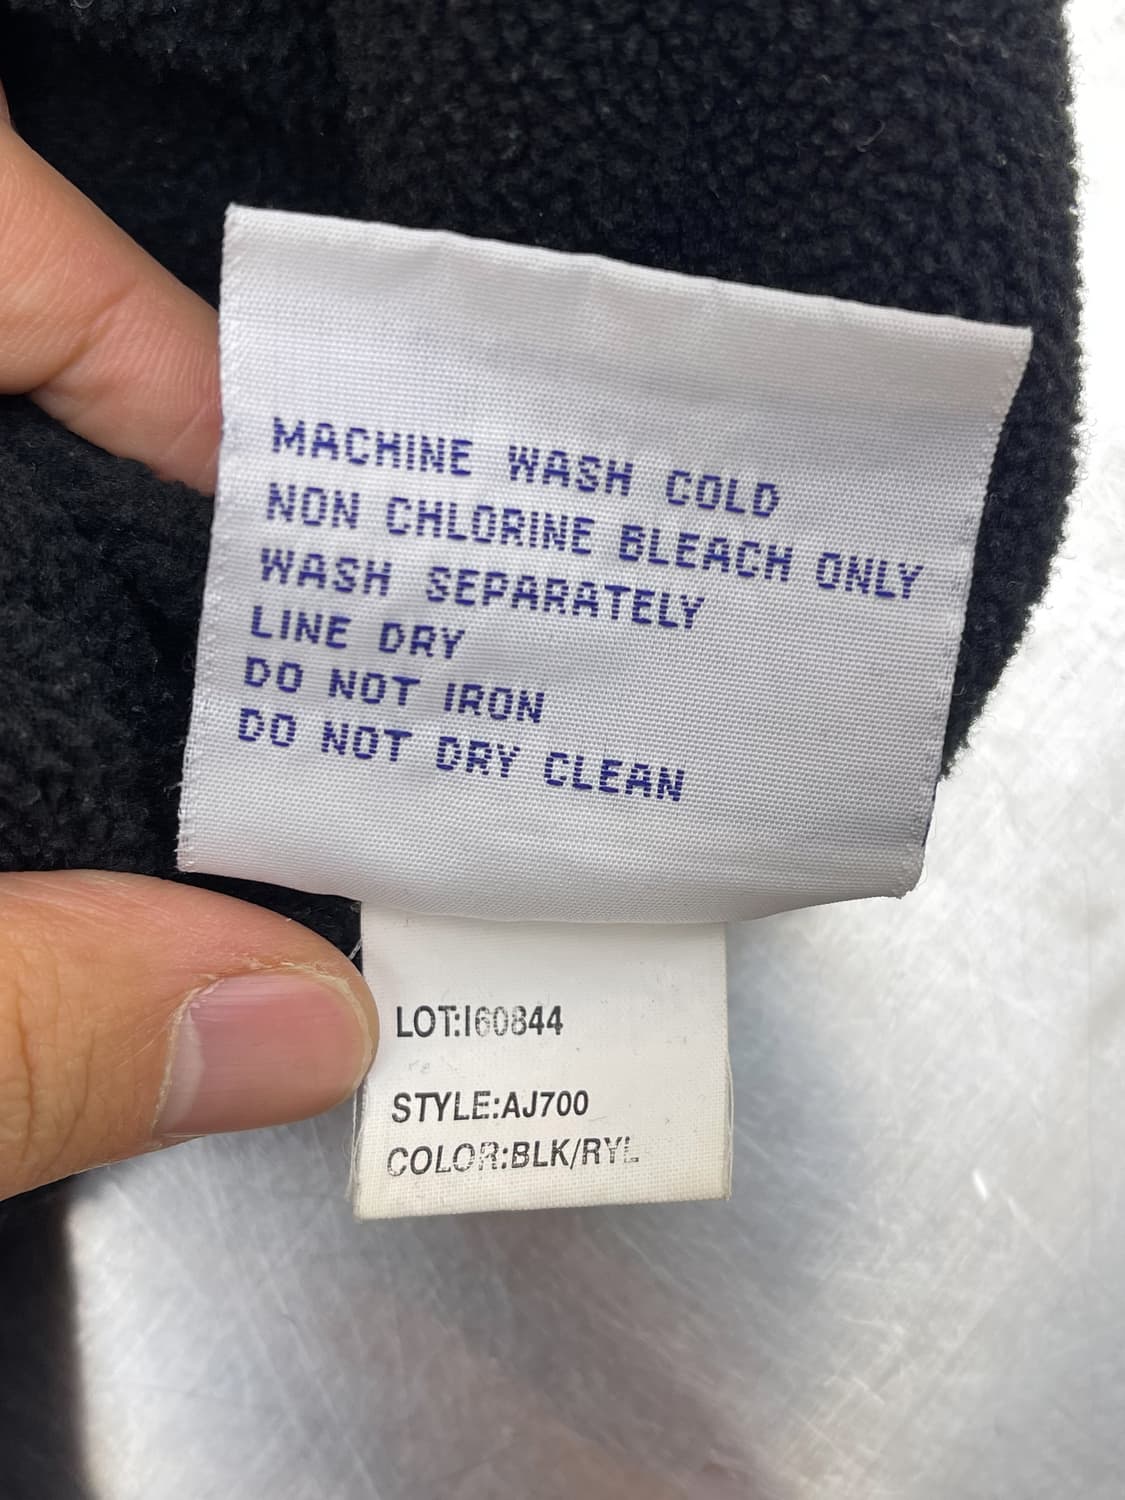 MACHINE WASH COLD
NON CHLORINE BLEACH ONLY
WASH SEPARATELY
LINE DRY
DO NOT IRON
DO NOT DRY CLEAN
LOT:I60844
STYLE:AJ700
COLOR:BLK/RYL